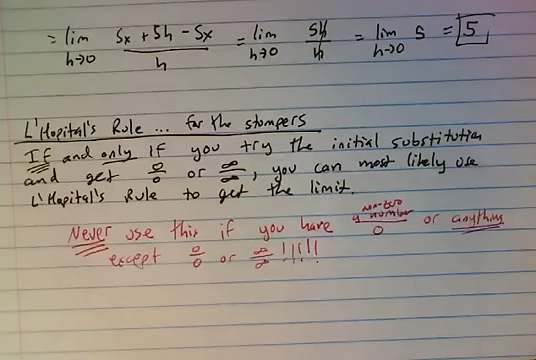 = lim h→0 (5x + 5h - 5x)/h = lim h→0 5h/h = lim h→0 5 = 5
L'Hopital's Rule ... for the stompers
If and only if you try the initial substitution
and get 0/0 or ∞/∞, you can most likely use
L'Hopital's Rule to get the limit.
Never use this if you have a non-zero number/0 or anything
except 0/0 or ∞/∞ !!!!!